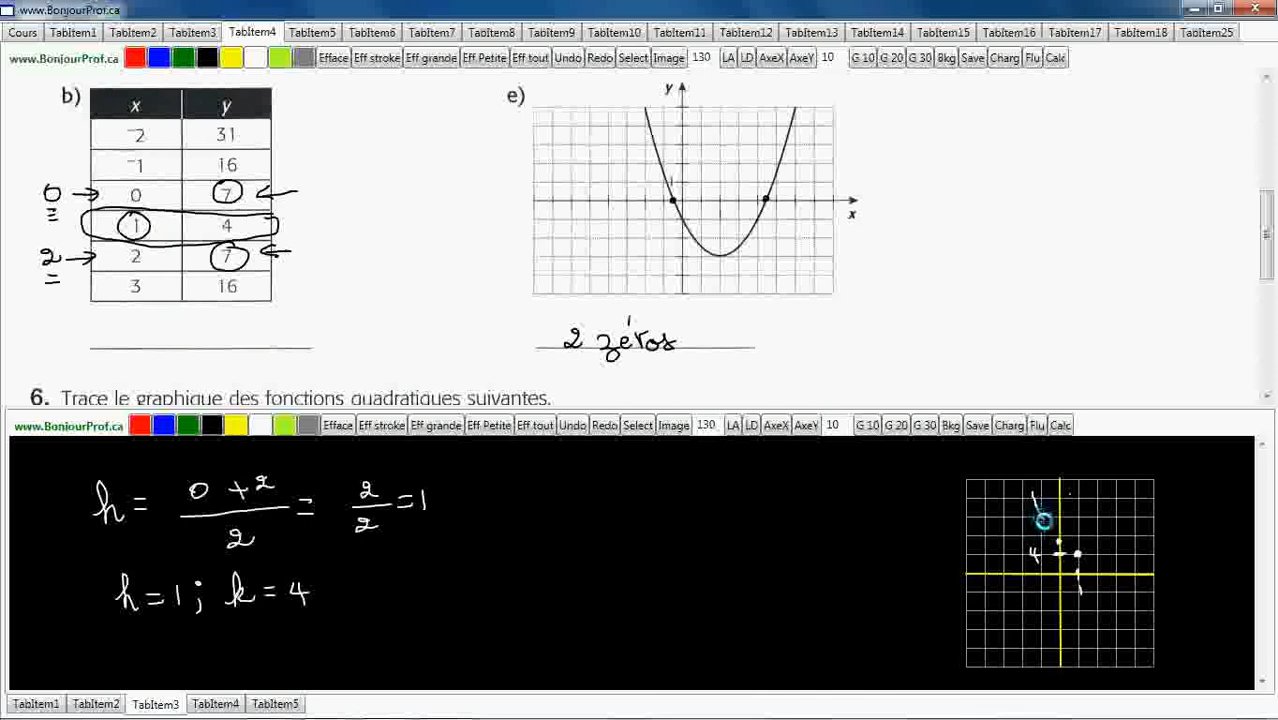 www.BonjourProf.ca
Cours TabItem1 TabItem2 TabItem3 TabItem4 TabItem5 TabItem6 TabItem7 TabItem8 TabItem9 TabItem10 TabItem11 TabItem12 TabItem13 TabItem14 TabItem15 TabItem16 TabItem17 TabItem18 TabItem25
www.BonjourProf.ca Efface Eff stroke Eff grande Eff Petite Eff tout Undo Redo Select Image 130 LA LD AxeX AxeY 10 G 10 G 20 G 30 Bkg Save Charg Flu Calc
b)
x y
-2 31
-1 16
0 0 7
1 4
2 2 7
3 16
e)
y
1
x
2 zéros
6. Trace le graphique des fonctions quadratiques suivantes.
www.BonjourProf.ca Efface Eff stroke Eff grande Eff Petite Eff tout Undo Redo Select Image 130 LA LD AxeX AxeY 10 G 10 G 20 G 30 Bkg Save Charg Flu Calc
h = 0 + 2 / 2 = 2 / 2 = 1
h = 1 ; k = 4
4
1
TabItem1 TabItem2 TabItem3 TabItem4 TabItem5